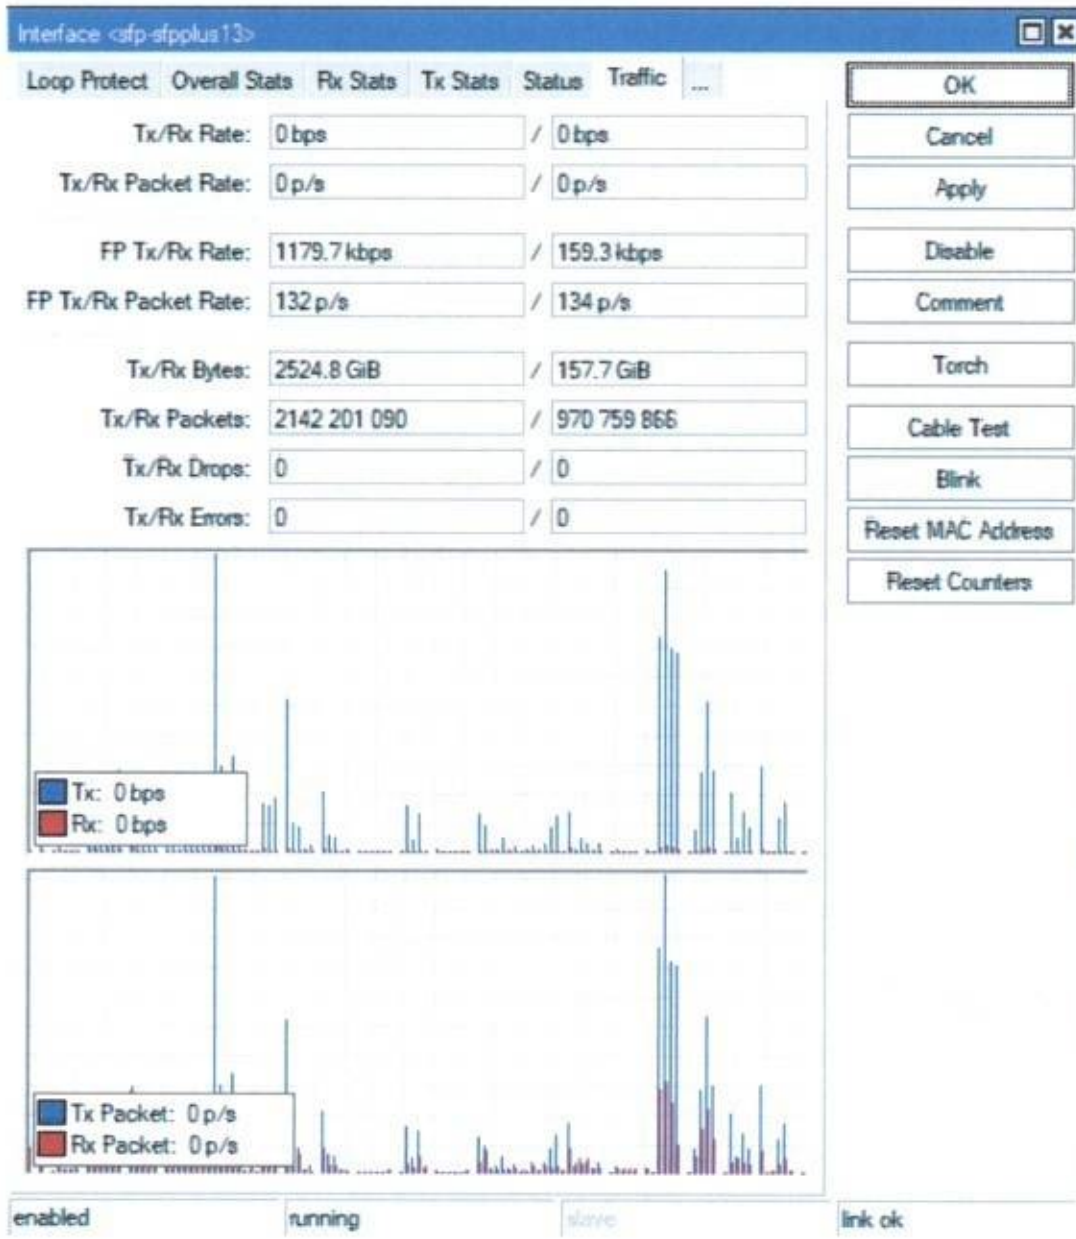 Interface <sfp-sfpplus13>
Loop Protect Overall Stats Rx Stats Tx Stats Status Traffic ...
Tx/Rx Rate: 0 bps / 0 bps
Tx/Rx Packet Rate: 0 p/s / 0 p/s
FP Tx/Rx Rate: 1179.7 kbps / 159.3 kbps
FP Tx/Rx Packet Rate: 132 p/s / 134 p/s
Tx/Rx Bytes: 2524.8 GiB / 157.7 GiB
Tx/Rx Packets: 2142 201 090 / 970 759 866
Tx/Rx Drops: 0 / 0
Tx/Rx Errors: 0 / 0
OK
Cancel
Apply
Disable
Comment
Torch
Cable Test
Blink
Reset MAC Address
Reset Counters
Tx: 0 bps
Rx: 0 bps
Tx Packet: 0 p/s
Rx Packet: 0 p/s
enabled running slave link ok